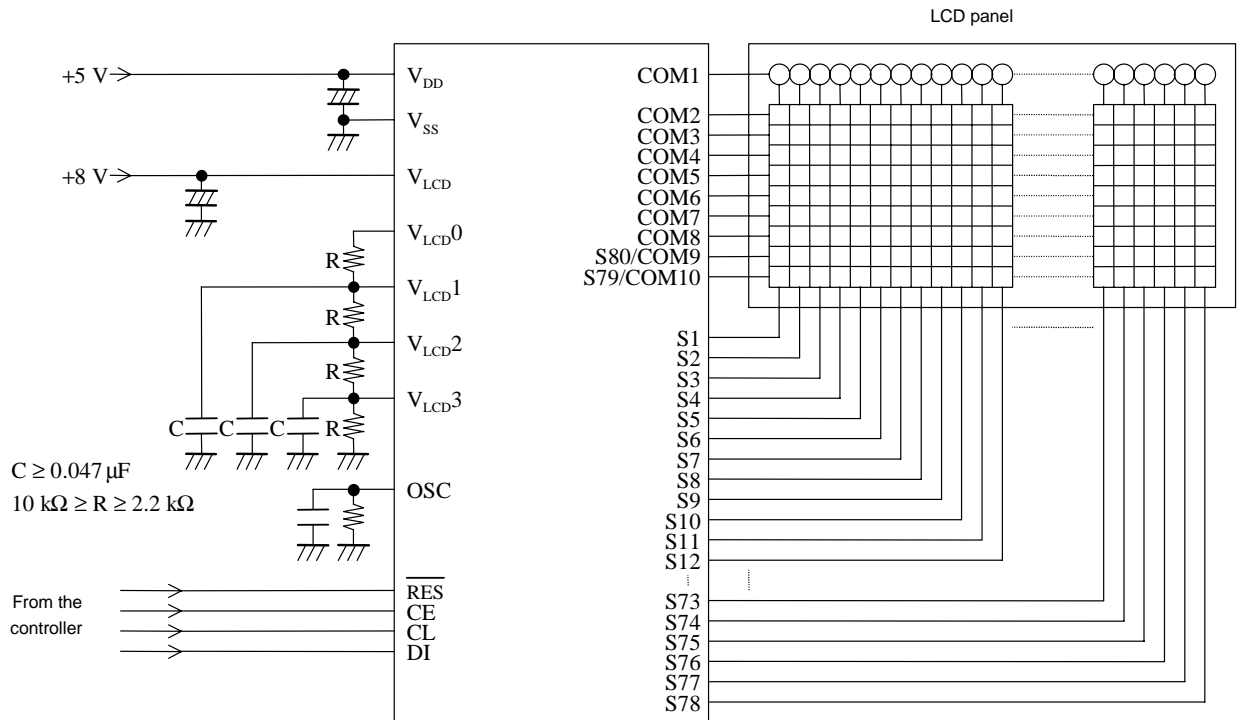 LCD panel
+5 V
VDD
COM1
VSS
COM2
COM3
COM4
+8 V
VLCD
COM5
COM6
COM7
VLCD0
COM8
R
S80/COM9
S79/COM10
VLCD1
R
S1
VLCD2
S2
R
S3
VLCD3
S4
C
C
C
R
S5
S6
S7
C ≥ 0.047 μF
S8
10 kΩ ≥ R ≥ 2.2 kΩ
OSC
S9
S10
S11
S12
From the
controller
RES
CE
CL
DI
S73
S74
S75
S76
S77
S78